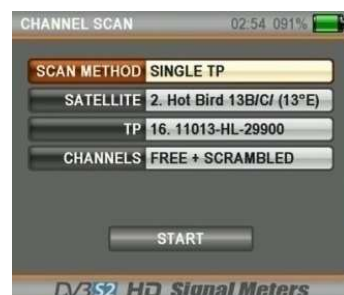 CHANNEL SCAN 02:54 091%
SCAN METHOD SINGLE TP
SATELLITE 2. Hot Bird 13B/C/ (13°E)
TP 16. 11013-HL-29900
CHANNELS FREE + SCRAMBLED
START
HD Signal Meters